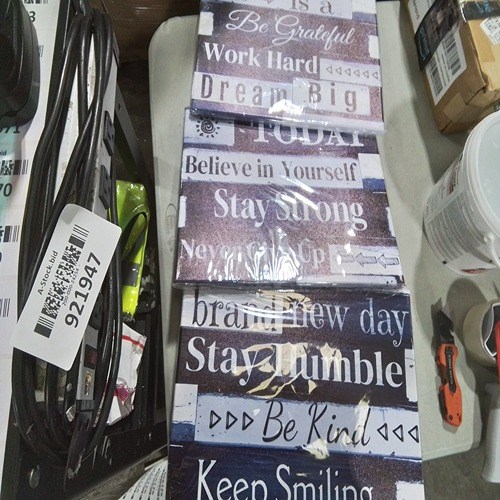 is a
Be Grateful
Work Hard
Dream Big
TODAY
Believe in Yourself
Stay Strong
Never Give Up
brand new day
Stay Humble
Be Kind
Keep Smiling
A-Stock.bid
921947